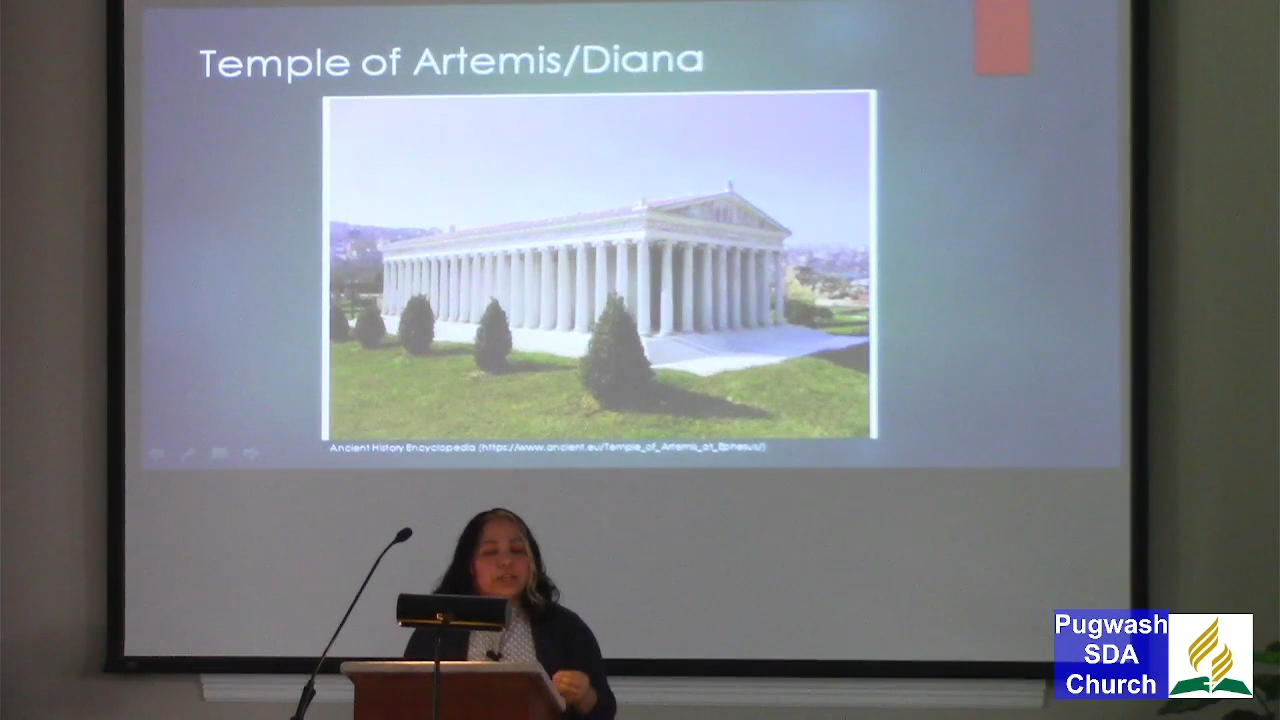 Temple of Artemis/Diana
Ancient History Encyclopedia (https://www.ancient.eu/Temple_of_Artemis_at_Ephesus/)
Pugwash
SDA
Church